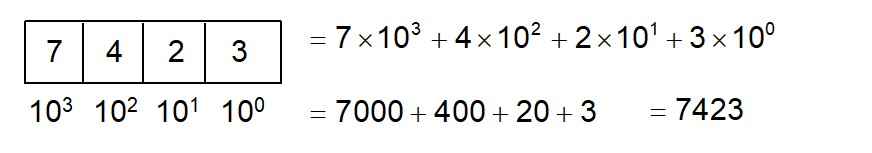 7 4 2 3 = 7 × 10³ + 4 × 10² + 2 × 10¹ + 3 × 10⁰
10³ 10² 10¹ 10⁰ = 7000 + 400 + 20 + 3 = 7423